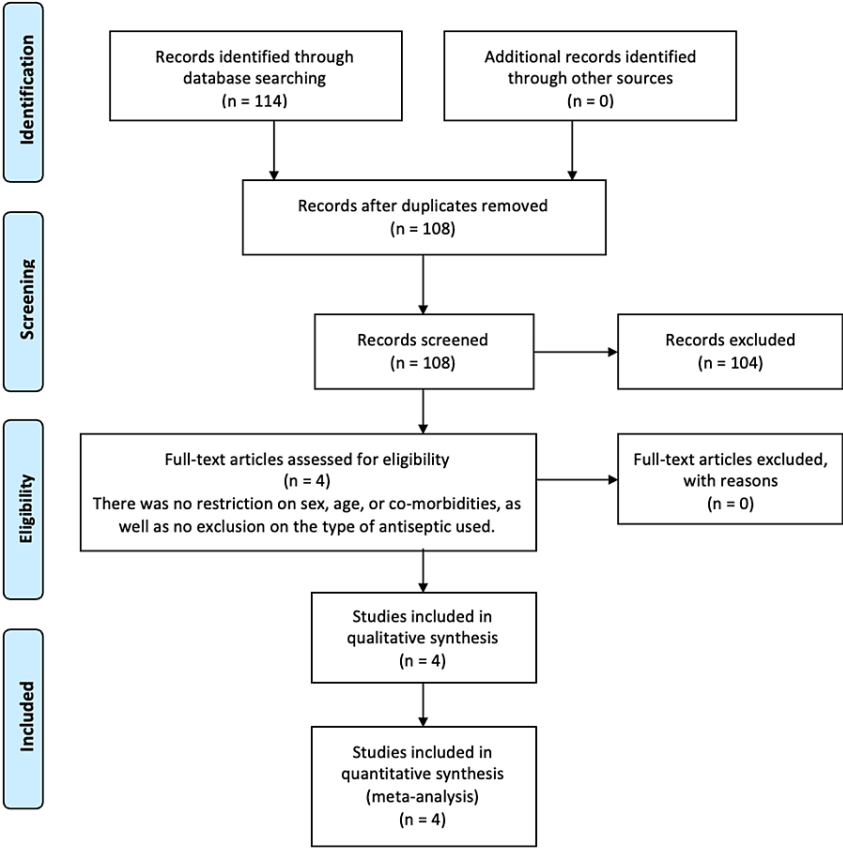 Identification
Records identified through
database searching
(n = 114)
Additional records identified
through other sources
(n = 0)
Records after duplicates removed
(n = 108)
Screening
Records screened
(n = 108)
Records excluded
(n = 104)
Eligibility
Full-text articles assessed for eligibility
(n = 4)
There was no restriction on sex, age, or co-morbidities, as
well as no exclusion on the type of antiseptic used.
Full-text articles excluded,
with reasons
(n = 0)
Studies included in
qualitative synthesis
(n = 4)
Included
Studies included in
quantitative synthesis
(meta-analysis)
(n = 4)